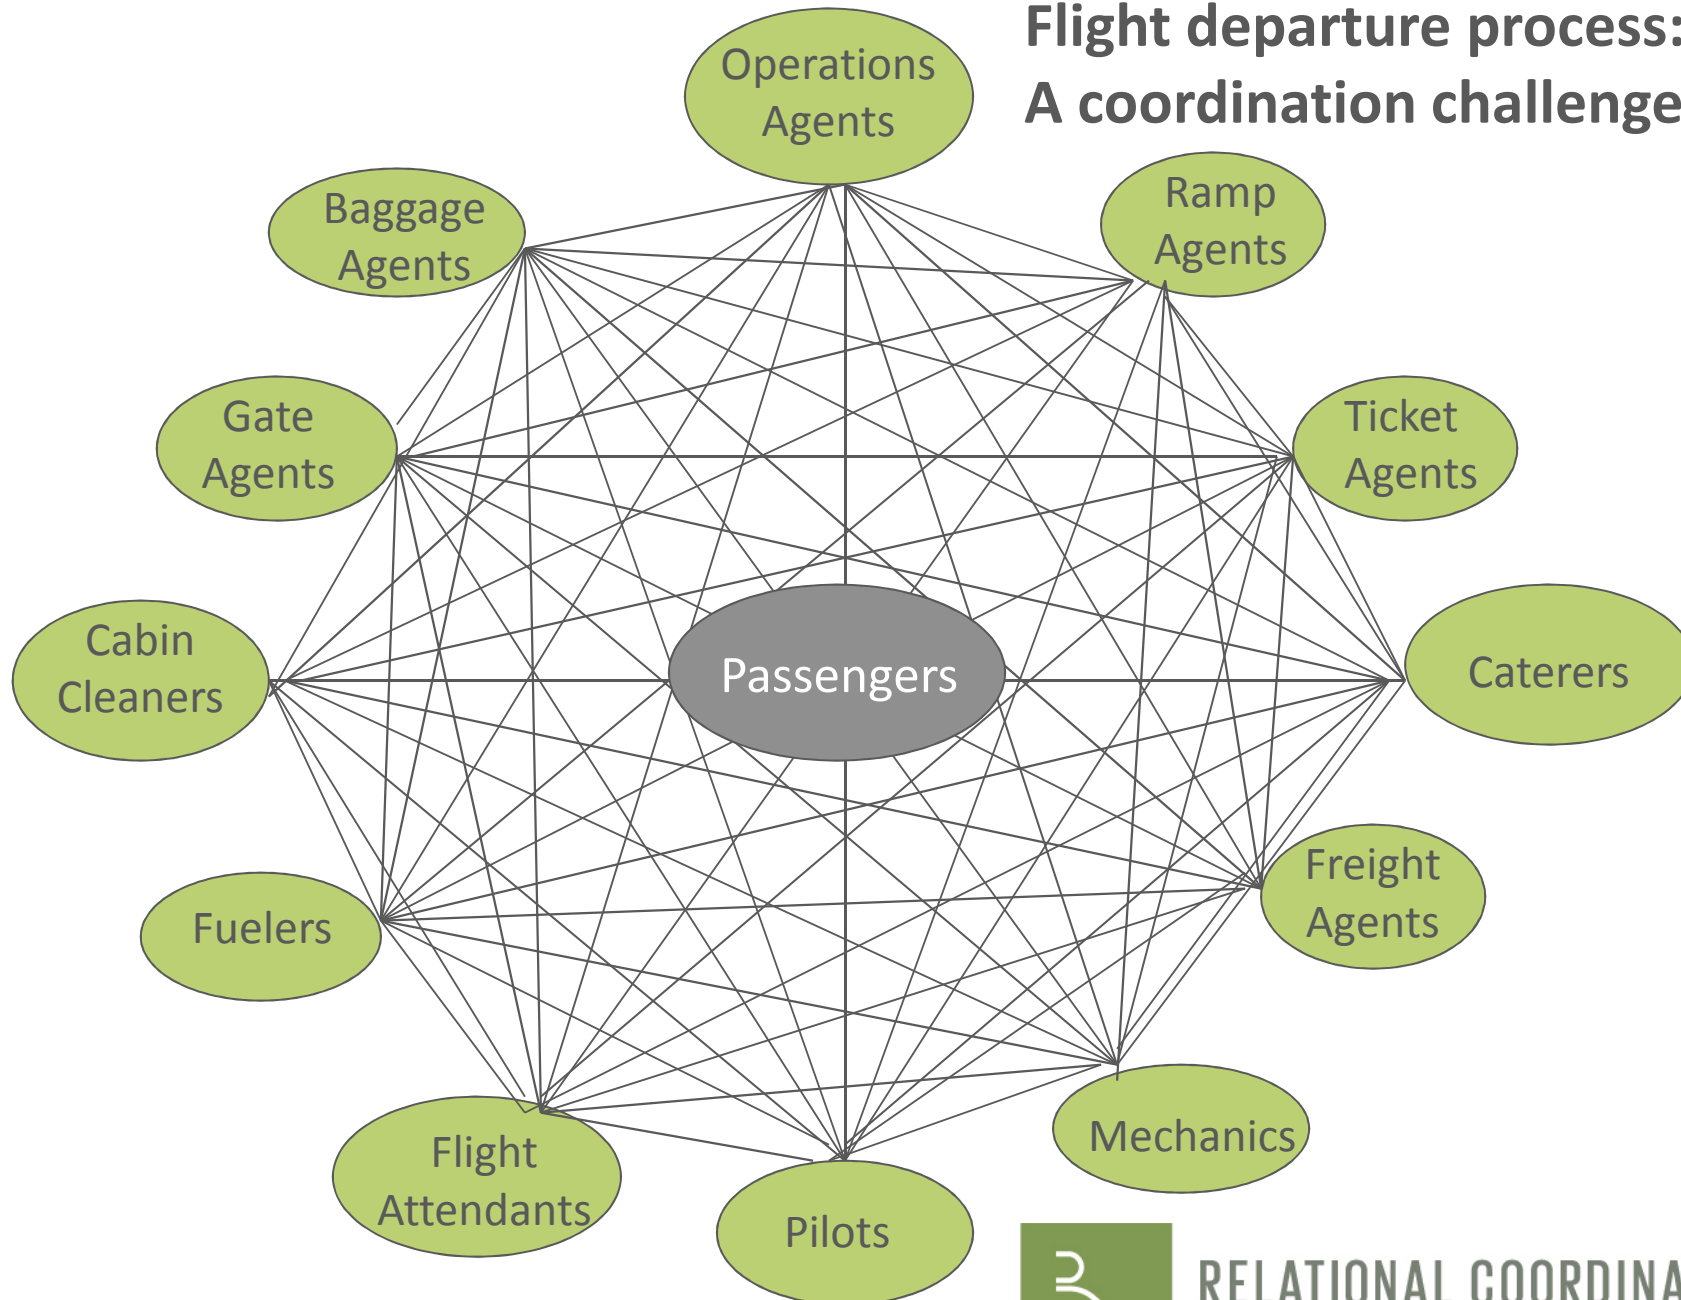 Flight departure process:
A coordination challenge
Operations
Agents
Baggage
Agents
Ramp
Agents
Gate
Agents
Ticket
Agents
Cabin
Cleaners
Passengers
Caterers
Fuelers
Freight
Agents
Flight
Attendants
Mechanics
Pilots
RELATIONAL COORDINA